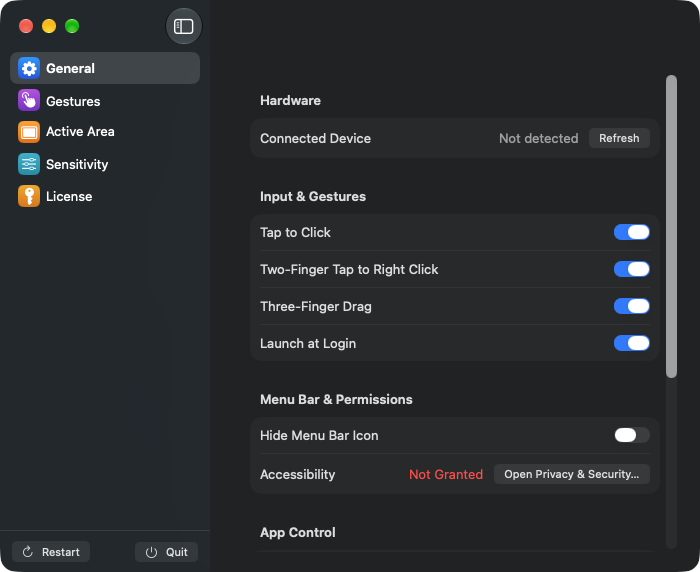 General
Gestures
Active Area
Sensitivity
License
Restart
Quit
Hardware
Connected Device Not detected Refresh
Input & Gestures
Tap to Click
Two-Finger Tap to Right Click
Three-Finger Drag
Launch at Login
Menu Bar & Permissions
Hide Menu Bar Icon
Accessibility Not Granted Open Privacy & Security...
App Control